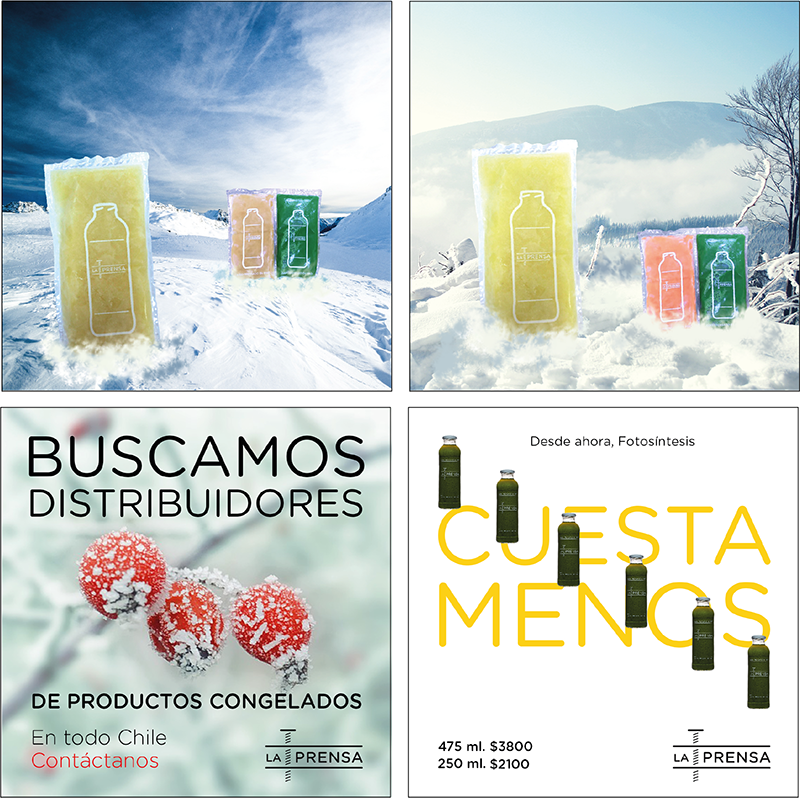 LA PRENSA
LA PRENSA
BUSCAMOS
DISTRIBUIDORES
DE PRODUCTOS CONGELADOS
En todo Chile
Contáctanos
LA PRENSA
Desde ahora, Fotosíntesis
CUESTA
MENOS
475 ml. $3800
250 ml. $2100
LA PRENSA